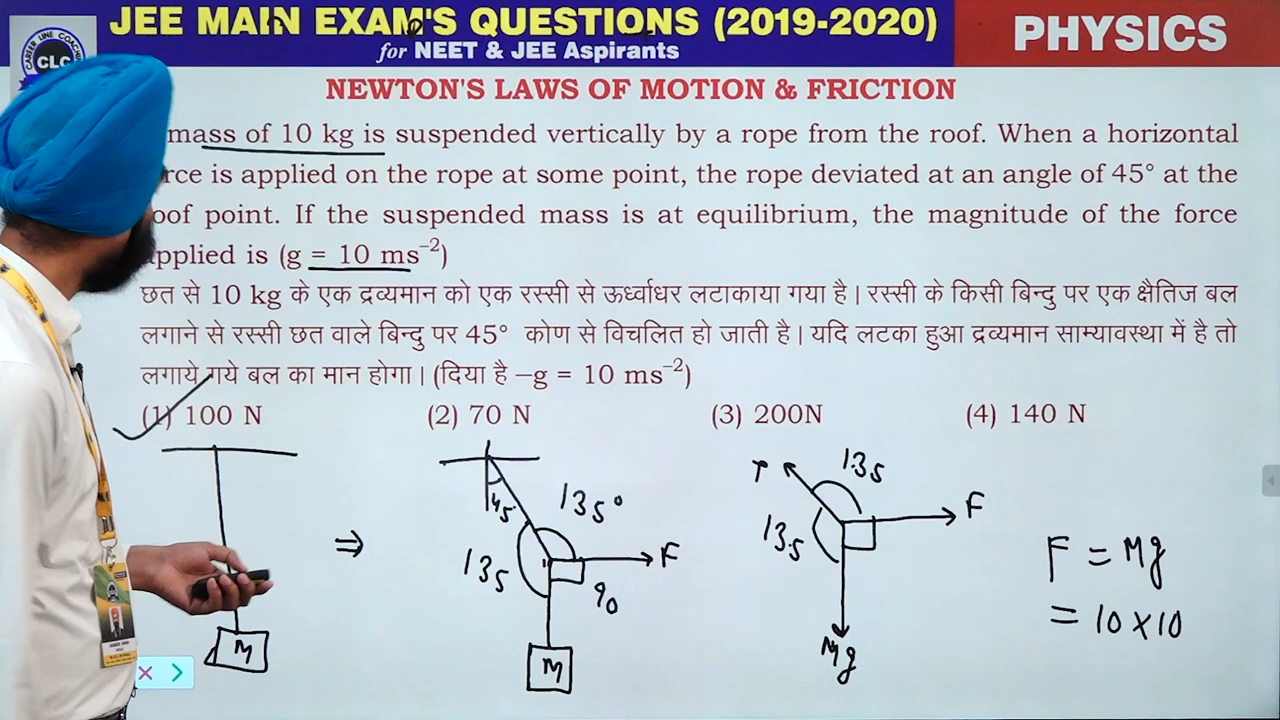 JEE MAIN EXAM'S QUESTIONS (2019-2020)
for NEET & JEE Aspirants
PHYSICS
CLC
NEWTON'S LAWS OF MOTION & FRICTION
mass of 10 kg is suspended vertically by a rope from the roof. When a horizontal
rce is applied on the rope at some point, the rope deviated at an angle of 45° at the
oof point. If the suspended mass is at equilibrium, the magnitude of the force
applied is (g = 10 ms⁻²)
छत से 10 kg के एक द्रव्यमान को एक रस्सी से ऊर्ध्वाधर लटाकाया गया है। रस्सी के किसी बिन्दु पर एक क्षैतिज बल
लगाने से रस्सी छत वाले बिन्दु पर 45° कोण से विचलित हो जाती है। यदि लटका हुआ द्रव्यमान साम्यावस्था में है तो
लगाये गये बल का मान होगा। (दिया है –g = 10 ms⁻²)
(1) 100 N (2) 70 N (3) 200N (4) 140 N
45
135°
135
F
90
M
⇒
M
T
135
135
F
Mg
F = Mg
= 10 × 10